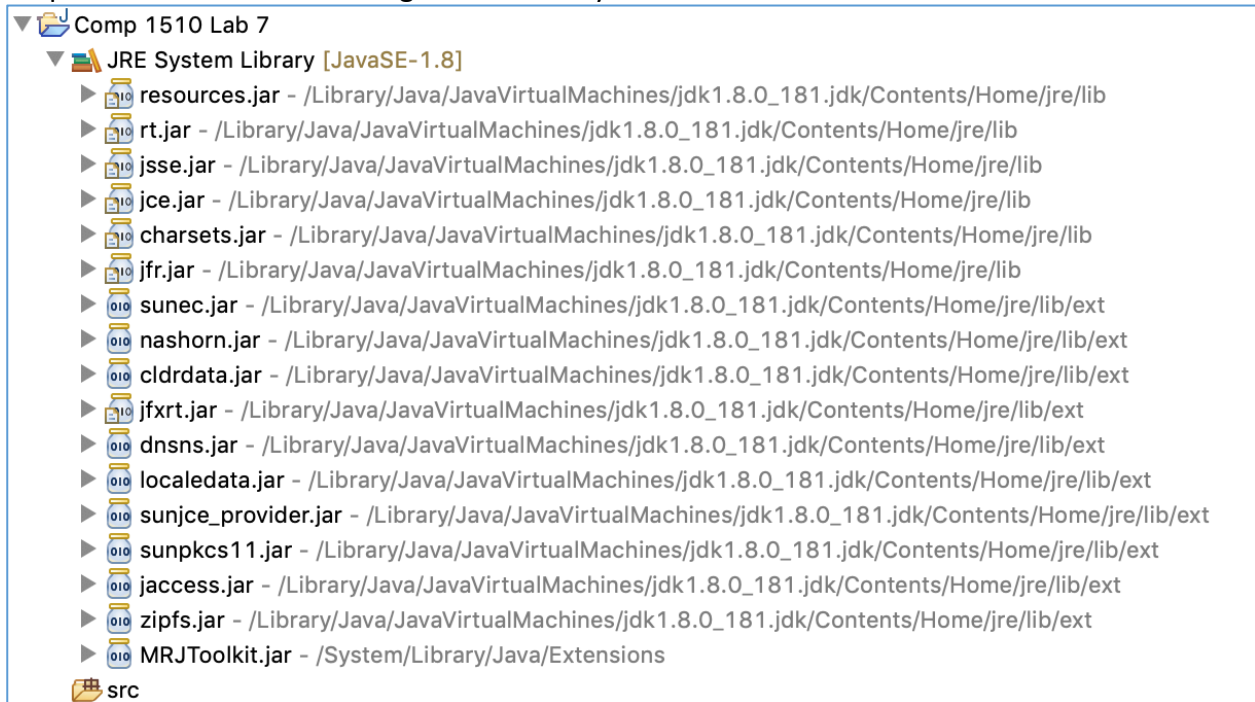 Comp 1510 Lab 7
JRE System Library [JavaSE-1.8]
resources.jar - /Library/Java/JavaVirtualMachines/jdk1.8.0_181.jdk/Contents/Home/jre/lib
rt.jar - /Library/Java/JavaVirtualMachines/jdk1.8.0_181.jdk/Contents/Home/jre/lib
jsse.jar - /Library/Java/JavaVirtualMachines/jdk1.8.0_181.jdk/Contents/Home/jre/lib
jce.jar - /Library/Java/JavaVirtualMachines/jdk1.8.0_181.jdk/Contents/Home/jre/lib
charsets.jar - /Library/Java/JavaVirtualMachines/jdk1.8.0_181.jdk/Contents/Home/jre/lib
jfr.jar - /Library/Java/JavaVirtualMachines/jdk1.8.0_181.jdk/Contents/Home/jre/lib
sunec.jar - /Library/Java/JavaVirtualMachines/jdk1.8.0_181.jdk/Contents/Home/jre/lib/ext
nashorn.jar - /Library/Java/JavaVirtualMachines/jdk1.8.0_181.jdk/Contents/Home/jre/lib/ext
cldrdata.jar - /Library/Java/JavaVirtualMachines/jdk1.8.0_181.jdk/Contents/Home/jre/lib/ext
jfxrt.jar - /Library/Java/JavaVirtualMachines/jdk1.8.0_181.jdk/Contents/Home/jre/lib/ext
dnsns.jar - /Library/Java/JavaVirtualMachines/jdk1.8.0_181.jdk/Contents/Home/jre/lib/ext
localedata.jar - /Library/Java/JavaVirtualMachines/jdk1.8.0_181.jdk/Contents/Home/jre/lib/ext
sunjce_provider.jar - /Library/Java/JavaVirtualMachines/jdk1.8.0_181.jdk/Contents/Home/jre/lib/ext
sunpkcs11.jar - /Library/Java/JavaVirtualMachines/jdk1.8.0_181.jdk/Contents/Home/jre/lib/ext
jaccess.jar - /Library/Java/JavaVirtualMachines/jdk1.8.0_181.jdk/Contents/Home/jre/lib/ext
zipfs.jar - /Library/Java/JavaVirtualMachines/jdk1.8.0_181.jdk/Contents/Home/jre/lib/ext
MRJToolkit.jar - /System/Library/Java/Extensions
src